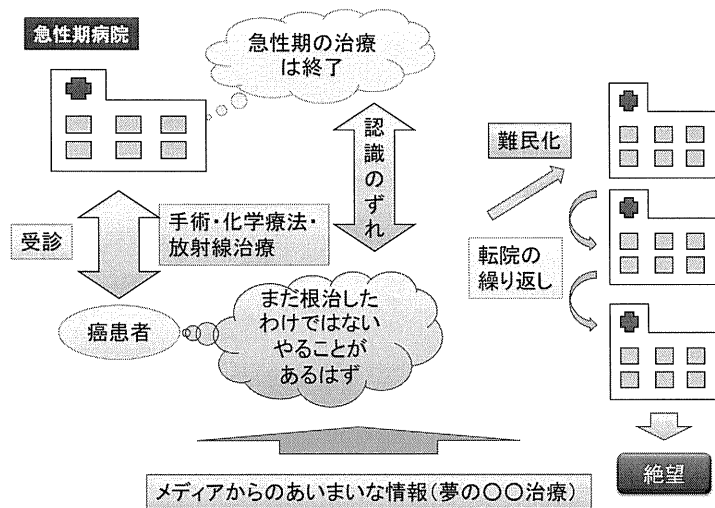 急性期病院
急性期の治療
は終了
認識のずれ
受診
手術・化学療法・
放射線治療
癌患者
まだ根治した
わけではない
やることが
あるはず
難民化
転院の
繰り返し
絶望
メディアからのあいまいな情報(夢の〇〇治療)